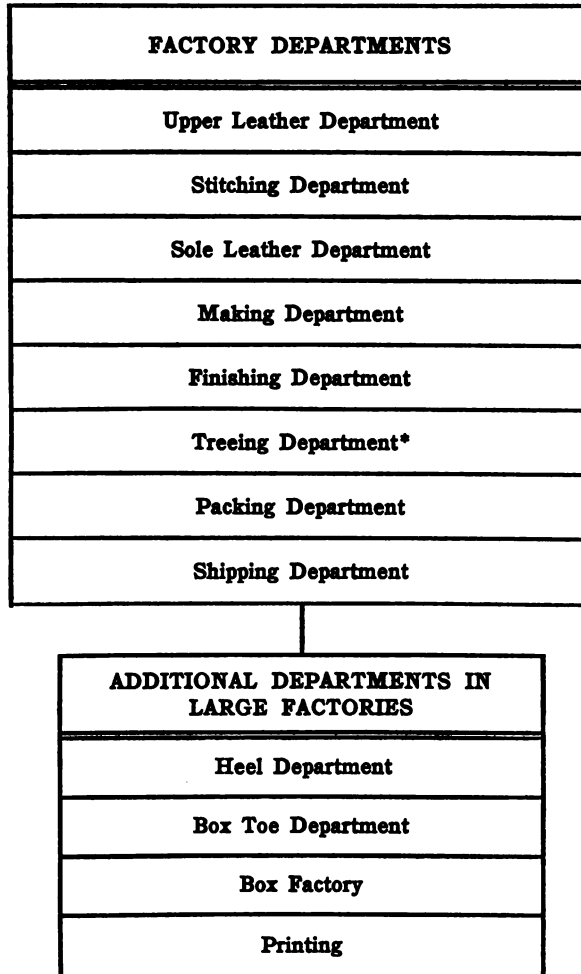 FACTORY DEPARTMENTS
Upper Leather Department
Stitching Department
Sole Leather Department
Making Department
Finishing Department
Treeing Department*
Packing Department
Shipping Department
ADDITIONAL DEPARTMENTS IN
LARGE FACTORIES
Heel Department
Box Toe Department
Box Factory
Printing